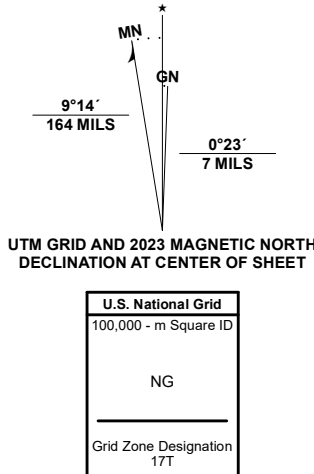 ★
MN
GN
9°14´
164 MILS
0°23´
7 MILS
UTM GRID AND 2023 MAGNETIC NORTH
DECLINATION AT CENTER OF SHEET
U.S. National Grid
100,000 - m Square ID
NG
Grid Zone Designation
17T